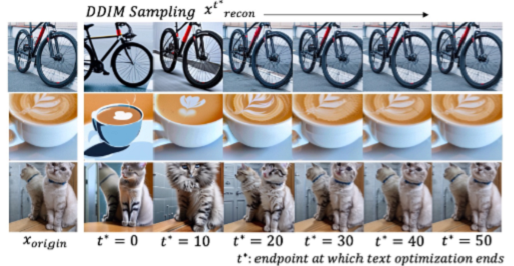 DDIM Sampling x^{t*}_{recon}
x_{origin} t* = 0 t* = 10 t* = 20 t* = 30 t* = 40 t* = 50
t*: endpoint at which text optimization ends